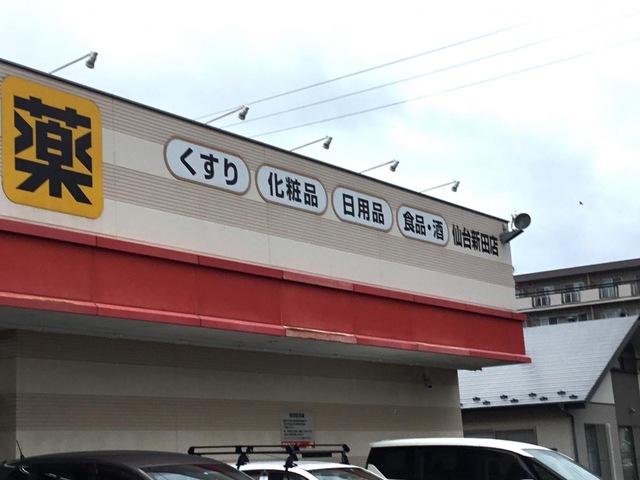 薬
くすり
化粧品
日用品
食品・酒
仙台新田店